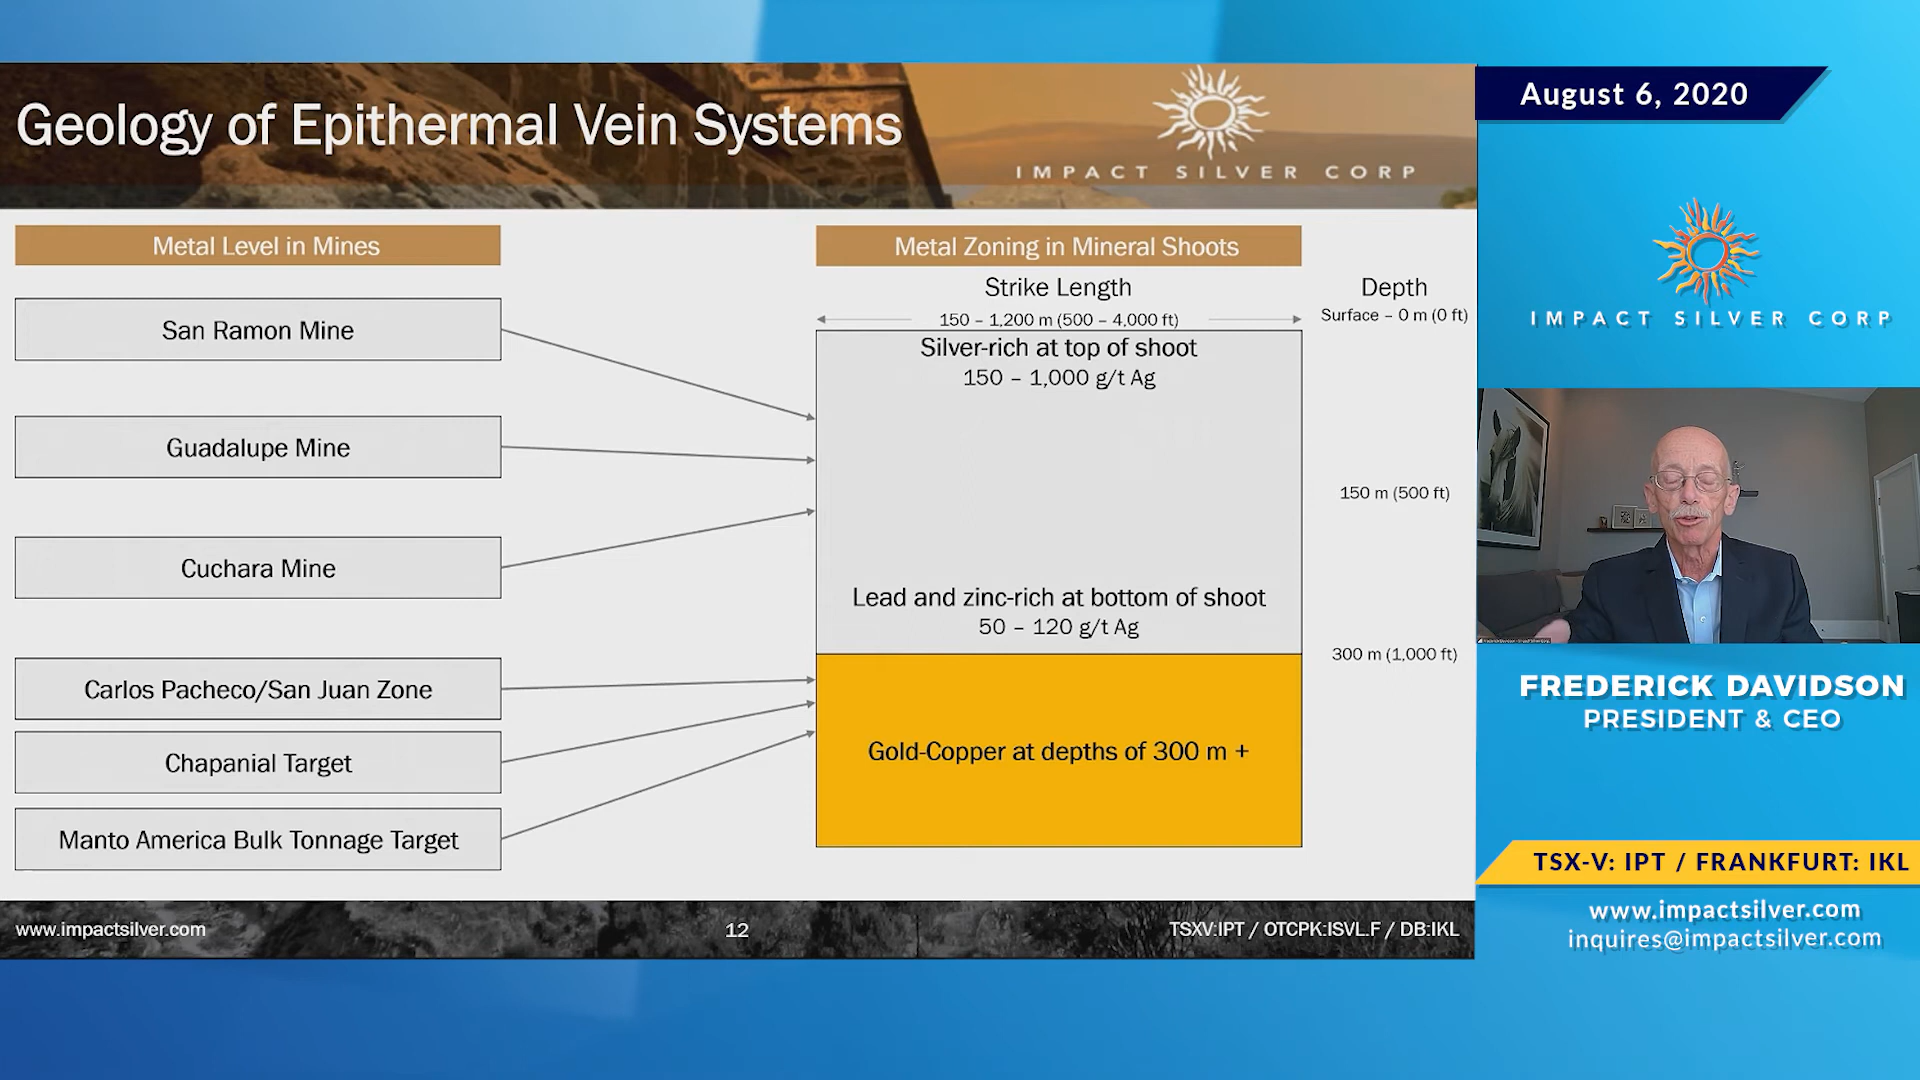 Geology of Epithermal Vein Systems
IMPACT SILVER CORP
Metal Level in Mines
San Ramon Mine
Guadalupe Mine
Cuchara Mine
Carlos Pacheco/San Juan Zone
Chapanial Target
Manto America Bulk Tonnage Target
Metal Zoning in Mineral Shoots
Strike Length
150 – 1,200 m (500 – 4,000 ft)
Silver-rich at top of shoot
150 – 1,000 g/t Ag
Lead and zinc-rich at bottom of shoot
50 – 120 g/t Ag
Gold-Copper at depths of 300 m +
Depth
Surface – 0 m (0 ft)
150 m (500 ft)
300 m (1,000 ft)
www.impactsilver.com
12
TSXV:IPT / OTCPK:ISVL.F / DB:IKL
August 6, 2020
IMPACT SILVER CORP
FREDERICK DAVIDSON
PRESIDENT & CEO
TSX-V: IPT / FRANKFURT: IKL
www.impactsilver.com
inquires@impactsilver.com